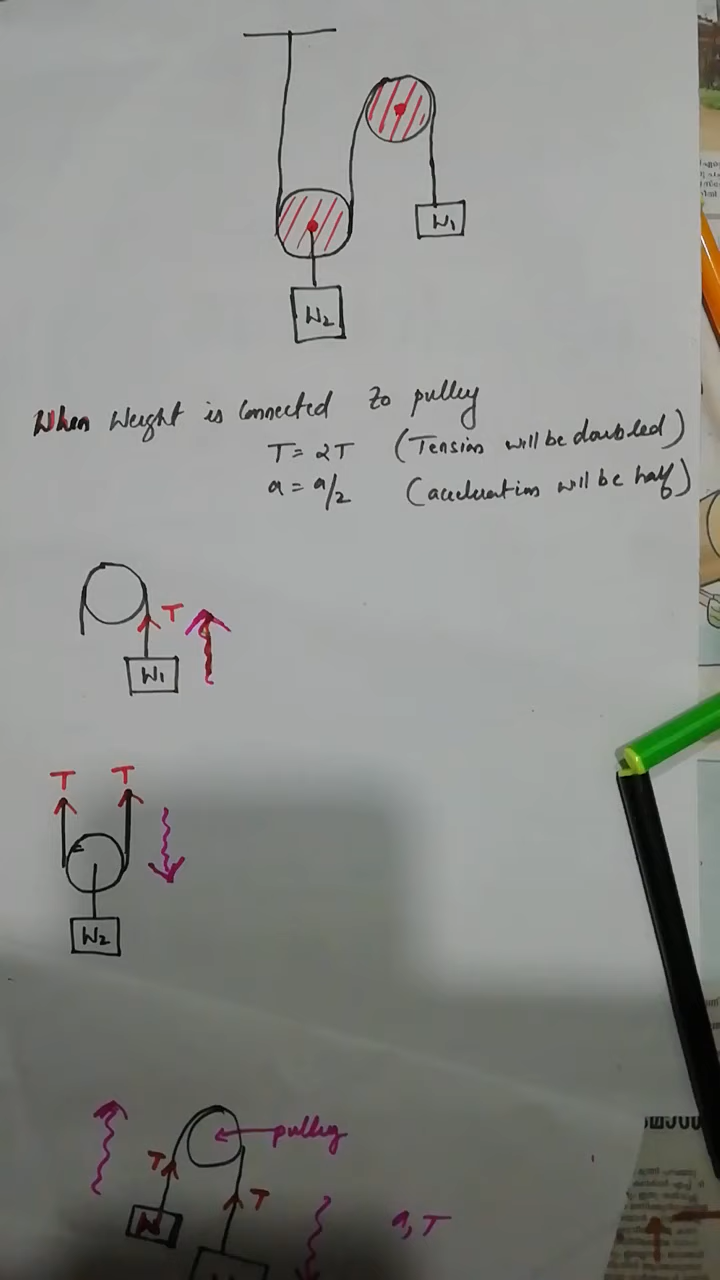 W1
W2
When Weight is Connected to pulley
T = 2T (Tension will be doubled)
a = a/2 (acceleration will be half)
T
W1
T T
W2
pulley
T
T
W
a, T